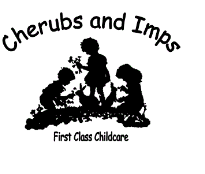 Cherubs and Imps
First Class Childcare